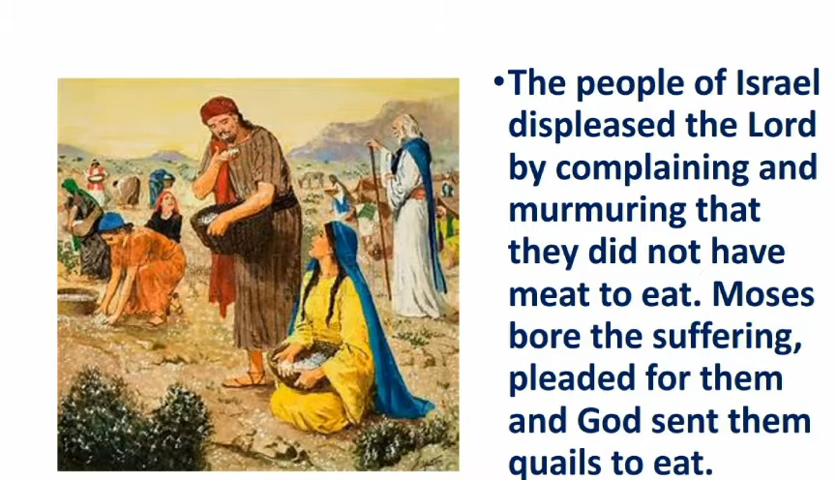 •The people of Israel
displeased the Lord
by complaining and
murmuring that
they did not have
meat to eat. Moses
bore the suffering,
pleaded for them
and God sent them
quails to eat.